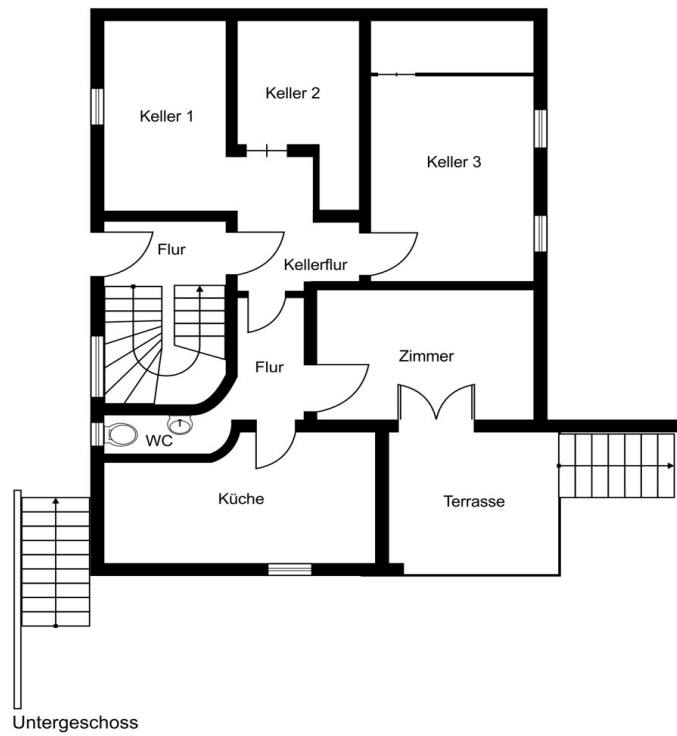 Keller 1
Keller 2
Keller 3
Flur
Kellerflur
Flur
Zimmer
WC
Küche
Terrasse
Untergeschoss